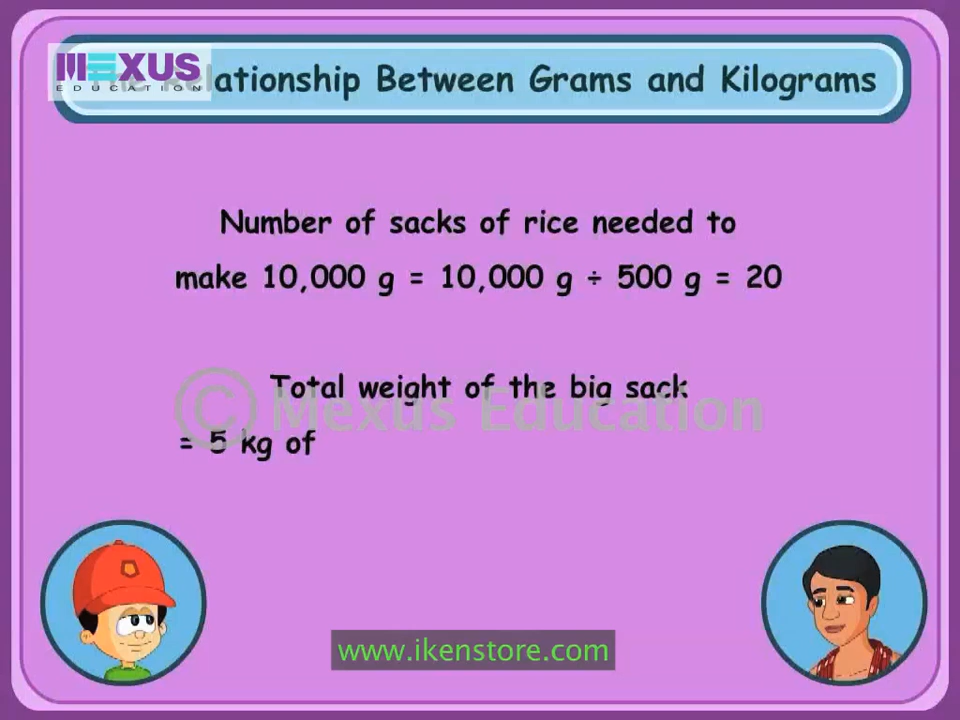 MEXUS
EDUCATION
Relationship Between Grams and Kilograms
Number of sacks of rice needed to
make 10,000 g = 10,000 g ÷ 500 g = 20
Total weight of the big sack
© Mexus Education
= 5 kg of
www.ikenstore.com